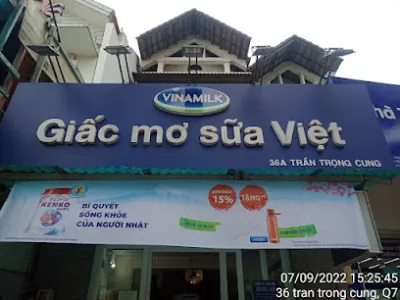 VINAMILK
Giấc mơ sữa Việt
36A TRẦN TRỌNG CUNG
BÍ QUYẾT
SỐNG KHỎE
CỦA NGƯỜI NHẬT
15%
TẶNG
KENKO
07/09/2022 15:25:45
36 tran trong cung, Q7